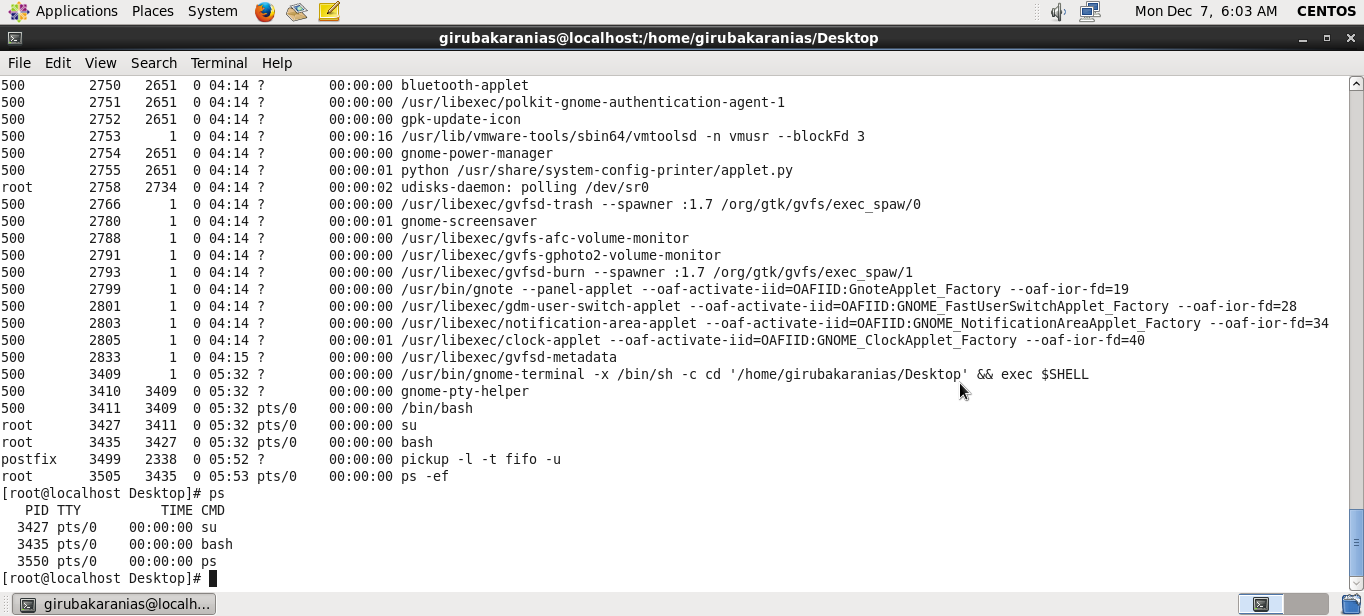 Applications Places System Mon Dec 7, 6:03 AM CENTOS
girubakaranias@localhost:/home/girubakaranias/Desktop
File Edit View Search Terminal Help
500 2750 2651 0 04:14 ? 00:00:00 bluetooth-applet
500 2751 2651 0 04:14 ? 00:00:00 /usr/libexec/polkit-gnome-authentication-agent-1
500 2752 2651 0 04:14 ? 00:00:00 gpk-update-icon
500 2753 1 0 04:14 ? 00:00:16 /usr/lib/vmware-tools/sbin64/vmtoolsd -n vmusr --blockFd 3
500 2754 2651 0 04:14 ? 00:00:00 gnome-power-manager
500 2755 2651 0 04:14 ? 00:00:01 python /usr/share/system-config-printer/applet.py
root 2758 2734 0 04:14 ? 00:00:02 udisks-daemon: polling /dev/sr0
500 2766 1 0 04:14 ? 00:00:00 /usr/libexec/gvfsd-trash --spawner :1.7 /org/gtk/gvfs/exec_spaw/0
500 2780 1 0 04:14 ? 00:00:01 gnome-screensaver
500 2788 1 0 04:14 ? 00:00:00 /usr/libexec/gvfs-afc-volume-monitor
500 2791 1 0 04:14 ? 00:00:00 /usr/libexec/gvfs-gphoto2-volume-monitor
500 2793 1 0 04:14 ? 00:00:00 /usr/libexec/gvfsd-burn --spawner :1.7 /org/gtk/gvfs/exec_spaw/1
500 2799 1 0 04:14 ? 00:00:00 /usr/bin/gnote --panel-applet --oaf-activate-iid=OAFIID:GnoteApplet_Factory --oaf-ior-fd=19
500 2801 1 0 04:14 ? 00:00:00 /usr/libexec/gdm-user-switch-applet --oaf-activate-iid=OAFIID:GNOME_FastUserSwitchApplet_Factory --oaf-ior-fd=28
500 2803 1 0 04:14 ? 00:00:00 /usr/libexec/notification-area-applet --oaf-activate-iid=OAFIID:GNOME_NotificationAreaApplet_Factory --oaf-ior-fd=34
500 2805 1 0 04:14 ? 00:00:01 /usr/libexec/clock-applet --oaf-activate-iid=OAFIID:GNOME_ClockApplet_Factory --oaf-ior-fd=40
500 2833 1 0 04:15 ? 00:00:00 /usr/libexec/gvfsd-metadata
500 3409 1 0 05:32 ? 00:00:00 /usr/bin/gnome-terminal -x /bin/sh -c cd '/home/girubakaranias/Desktop' && exec $SHELL
500 3410 3409 0 05:32 ? 00:00:00 gnome-pty-helper
500 3411 3409 0 05:32 pts/0 00:00:00 /bin/bash
root 3427 3411 0 05:32 pts/0 00:00:00 su
root 3435 3427 0 05:32 pts/0 00:00:00 bash
postfix 3499 2338 0 05:52 ? 00:00:00 pickup -l -t fifo -u
root 3505 3435 0 05:53 pts/0 00:00:00 ps -ef
[root@localhost Desktop]# ps
PID TTY TIME CMD
3427 pts/0 00:00:00 su
3435 pts/0 00:00:00 bash
3550 pts/0 00:00:00 ps
[root@localhost Desktop]#
girubakaranias@localh...